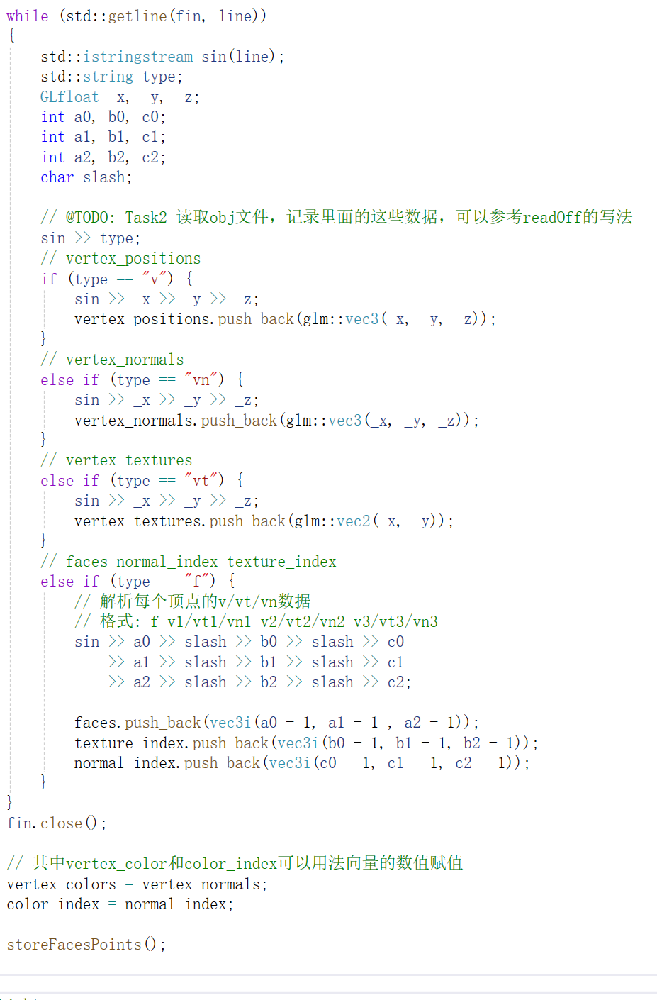 while (std::getline(fin, line))
{
    std::istringstream sin(line);
    std::string type;
    GLfloat _x, _y, _z;
    int a0, b0, c0;
    int a1, b1, c1;
    int a2, b2, c2;
    char slash;

    // @TODO: Task2 读取obj文件，记录里面的这些数据，可以参考readOff的写法
    sin >> type;
    // vertex_positions
    if (type == "v") {
        sin >> _x >> _y >> _z;
        vertex_positions.push_back(glm::vec3(_x, _y, _z));
    }
    // vertex_normals
    else if (type == "vn") {
        sin >> _x >> _y >> _z;
        vertex_normals.push_back(glm::vec3(_x, _y, _z));
    }
    // vertex_textures
    else if (type == "vt") {
        sin >> _x >> _y >> _z;
        vertex_textures.push_back(glm::vec2(_x, _y));
    }
    // faces normal_index texture_index
    else if (type == "f") {
        // 解析每个顶点的v/vt/vn数据
        // 格式: f v1/vt1/vn1 v2/vt2/vn2 v3/vt3/vn3
        sin >> a0 >> slash >> b0 >> slash >> c0
            >> a1 >> slash >> b1 >> slash >> c1
            >> a2 >> slash >> b2 >> slash >> c2;

        faces.push_back(vec3i(a0 - 1, a1 - 1 , a2 - 1));
        texture_index.push_back(vec3i(b0 - 1, b1 - 1, b2 - 1));
        normal_index.push_back(vec3i(c0 - 1, c1 - 1, c2 - 1));
    }
}
fin.close();

// 其中vertex_color和color_index可以用法向量的数值赋值
vertex_colors = vertex_normals;
color_index = normal_index;

storeFacesPoints();